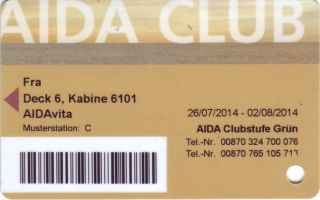 AIDA CLUB
Fra
Deck 6, Kabine 6101
AIDAvita
Musterstation: C
26/07/2014 - 02/08/2014
AIDA Clubstufe Grün
Tel.-Nr. 00870 324 700 076
Tel.-Nr. 00870 765 105 713